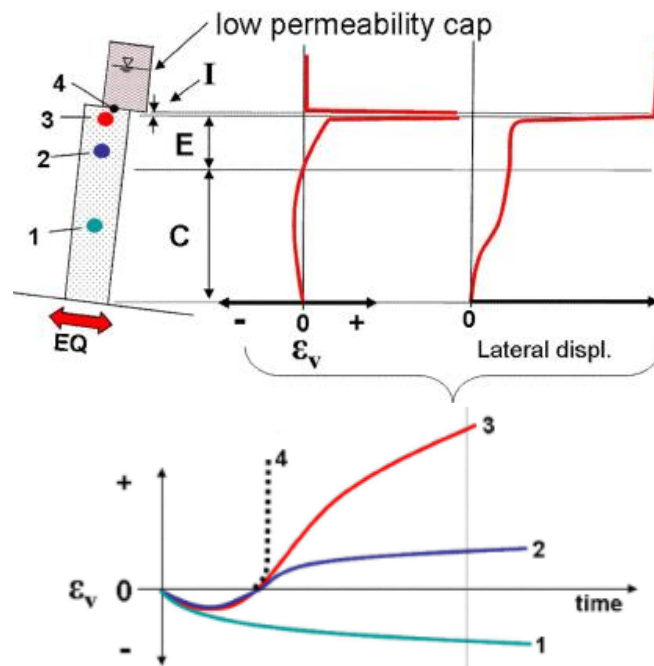 low permeability cap
4
I
3
E
2
1
C
- 0 + 0
EQ
εv
Lateral displ.
3
4
+
2
εv 0
time
-
1